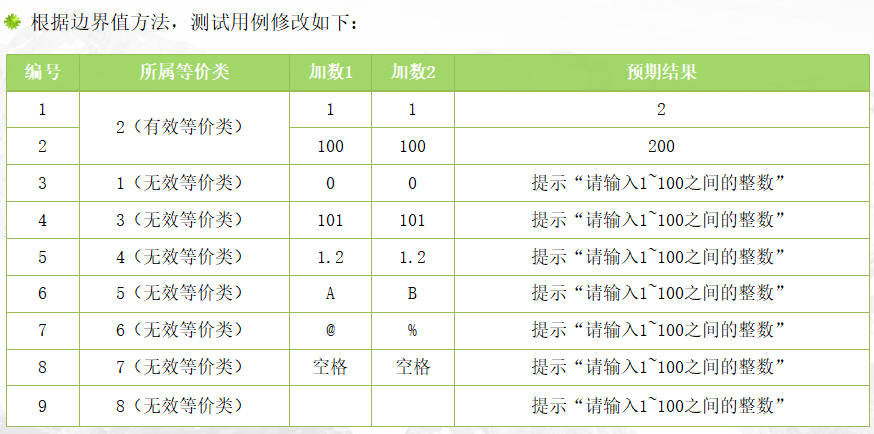 根据边界值方法，测试用例修改如下：
编号 所属等价类 加数1 加数2 预期结果
1 2（有效等价类） 1 1 2
2 100 100 200
3 1（无效等价类） 0 0 提示“请输入1~100之间的整数”
4 3（无效等价类） 101 101 提示“请输入1~100之间的整数”
5 4（无效等价类） 1.2 1.2 提示“请输入1~100之间的整数”
6 5（无效等价类） A B 提示“请输入1~100之间的整数”
7 6（无效等价类） @ % 提示“请输入1~100之间的整数”
8 7（无效等价类） 空格 空格 提示“请输入1~100之间的整数”
9 8（无效等价类） 提示“请输入1~100之间的整数”